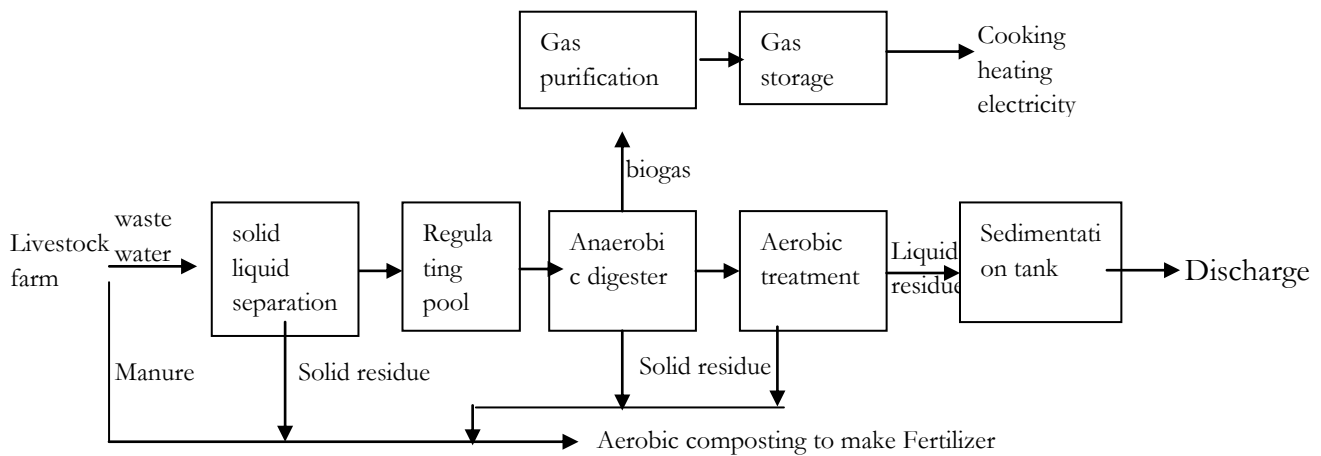 Gas
purification
Gas
storage
Cooking
heating
electricity
biogas
Livestock
farm
waste
water
solid
liquid
separation
Regula
ting
pool
Anaerobi
c digester
Aerobic
treatment
Liquid
residue
Sedimentati
on tank
Discharge
Manure
Solid residue
Solid residue
Aerobic composting to make Fertilizer